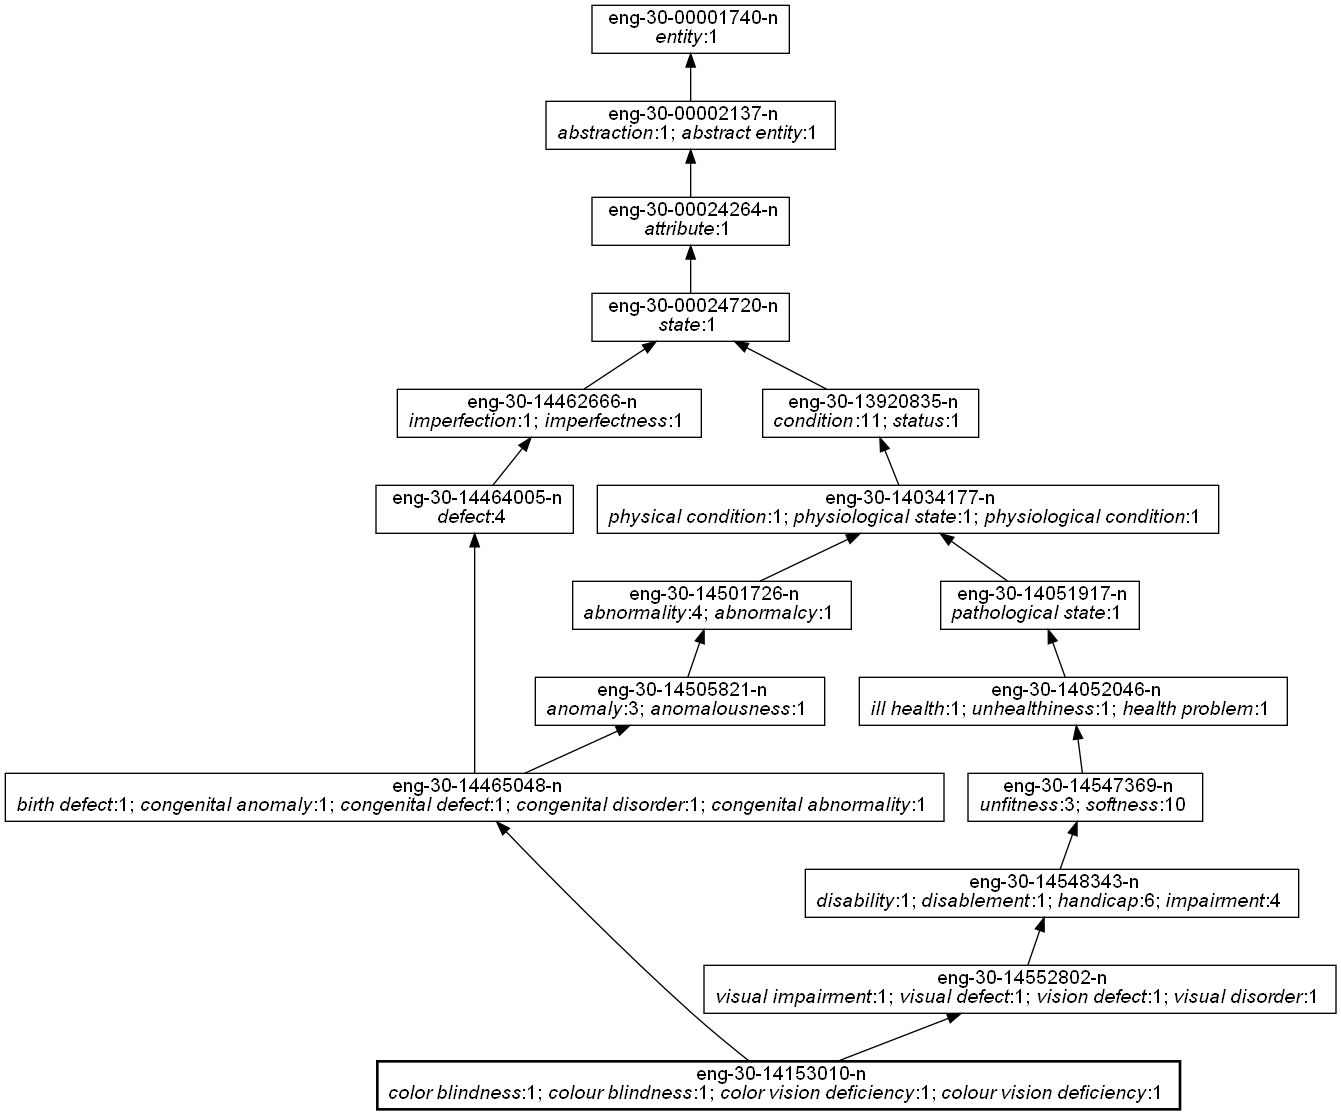 eng-30-00001740-n
entity:1
eng-30-00002137-n
abstraction:1; abstract entity:1
eng-30-00024264-n
attribute:1
eng-30-00024720-n
state:1
eng-30-14462666-n
imperfection:1; imperfectness:1
eng-30-13920835-n
condition:11; status:1
eng-30-14464005-n
defect:4
eng-30-14034177-n
physical condition:1; physiological state:1; physiological condition:1
eng-30-14501726-n
abnormality:4; abnormalcy:1
eng-30-14051917-n
pathological state:1
eng-30-14505821-n
anomaly:3; anomalousness:1
eng-30-14052046-n
ill health:1; unhealthiness:1; health problem:1
eng-30-14465048-n
birth defect:1; congenital anomaly:1; congenital defect:1; congenital disorder:1; congenital abnormality:1
eng-30-14547369-n
unfitness:3; softness:10
eng-30-14548343-n
disability:1; disablement:1; handicap:6; impairment:4
eng-30-14552802-n
visual impairment:1; visual defect:1; vision defect:1; visual disorder:1
eng-30-14153010-n
color blindness:1; colour blindness:1; color vision deficiency:1; colour vision deficiency:1